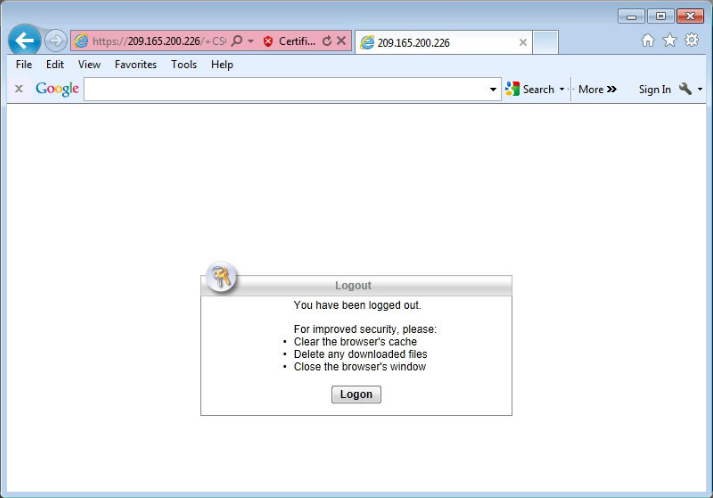 https://209.165.200.226/+CS
Certifi...
209.165.200.226
File Edit View Favorites Tools Help
x Google Search More Sign In
Logout
You have been logged out.
For improved security, please:
• Clear the browser's cache
• Delete any downloaded files
• Close the browser's window
Logon